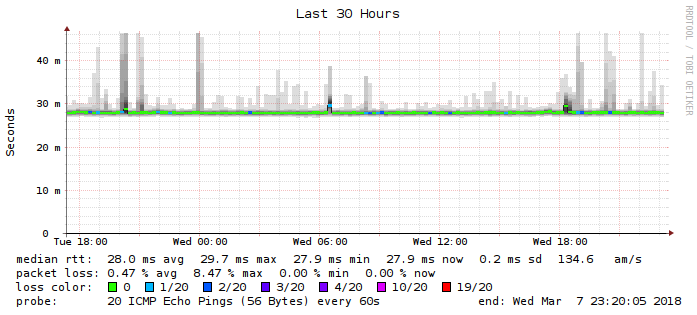 Last 30 Hours
RRDTOOL / TOBI OETIKER
Seconds
40 m
30 m
20 m
10 m
0
Tue 18:00 Wed 00:00 Wed 06:00 Wed 12:00 Wed 18:00
median rtt: 28.0 ms avg 29.7 ms max 27.9 ms min 27.9 ms now 0.2 ms sd 134.6 am/s
packet loss: 0.47 % avg 8.47 % max 0.00 % min 0.00 % now
loss color: 0 1/20 2/20 3/20 4/20 10/20 19/20
probe: 20 ICMP Echo Pings (56 Bytes) every 60s end: Wed Mar 7 23:20:05 2018